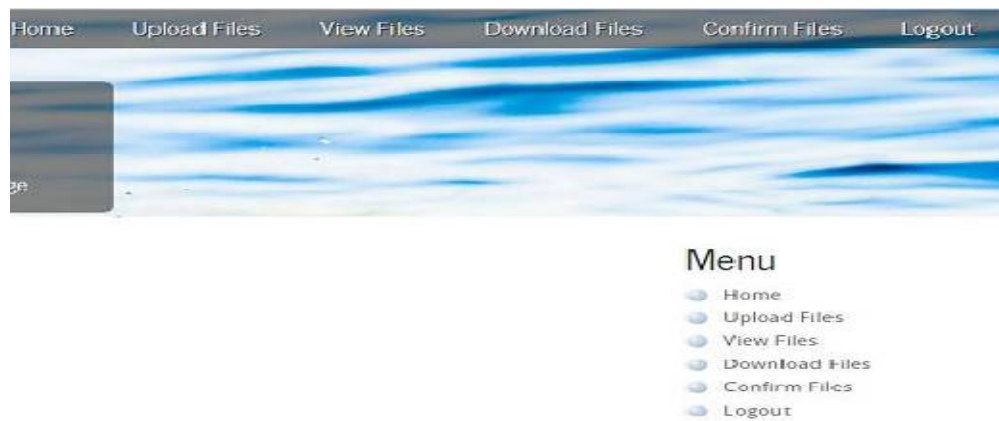 Home Upload Files View Files Download Files Confirm Files Logout
ge
Menu
Home
Upload Files
View Files
Download Files
Confirm Files
Logout